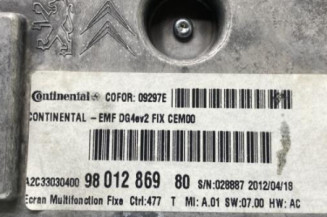 Continental COFOR: 09297E
CONTINENTAL - EMF DG4ev2 FIX CEM00
A2C33030400 98 012 869 80 S/N:028887 2012/04/18
Ecran Multifonction Fixe Ctrl:477 T MI: A.01 SW:07.00 HW: AC